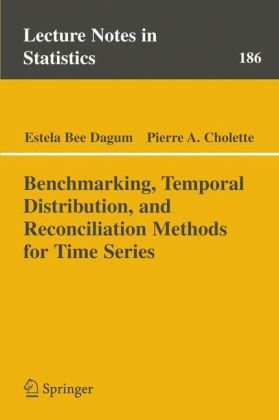 Lecture Notes in
Statistics
186
Estela Bee Dagum Pierre A. Cholette
Benchmarking, Temporal
Distribution, and
Reconciliation Methods
for Time Series
Springer